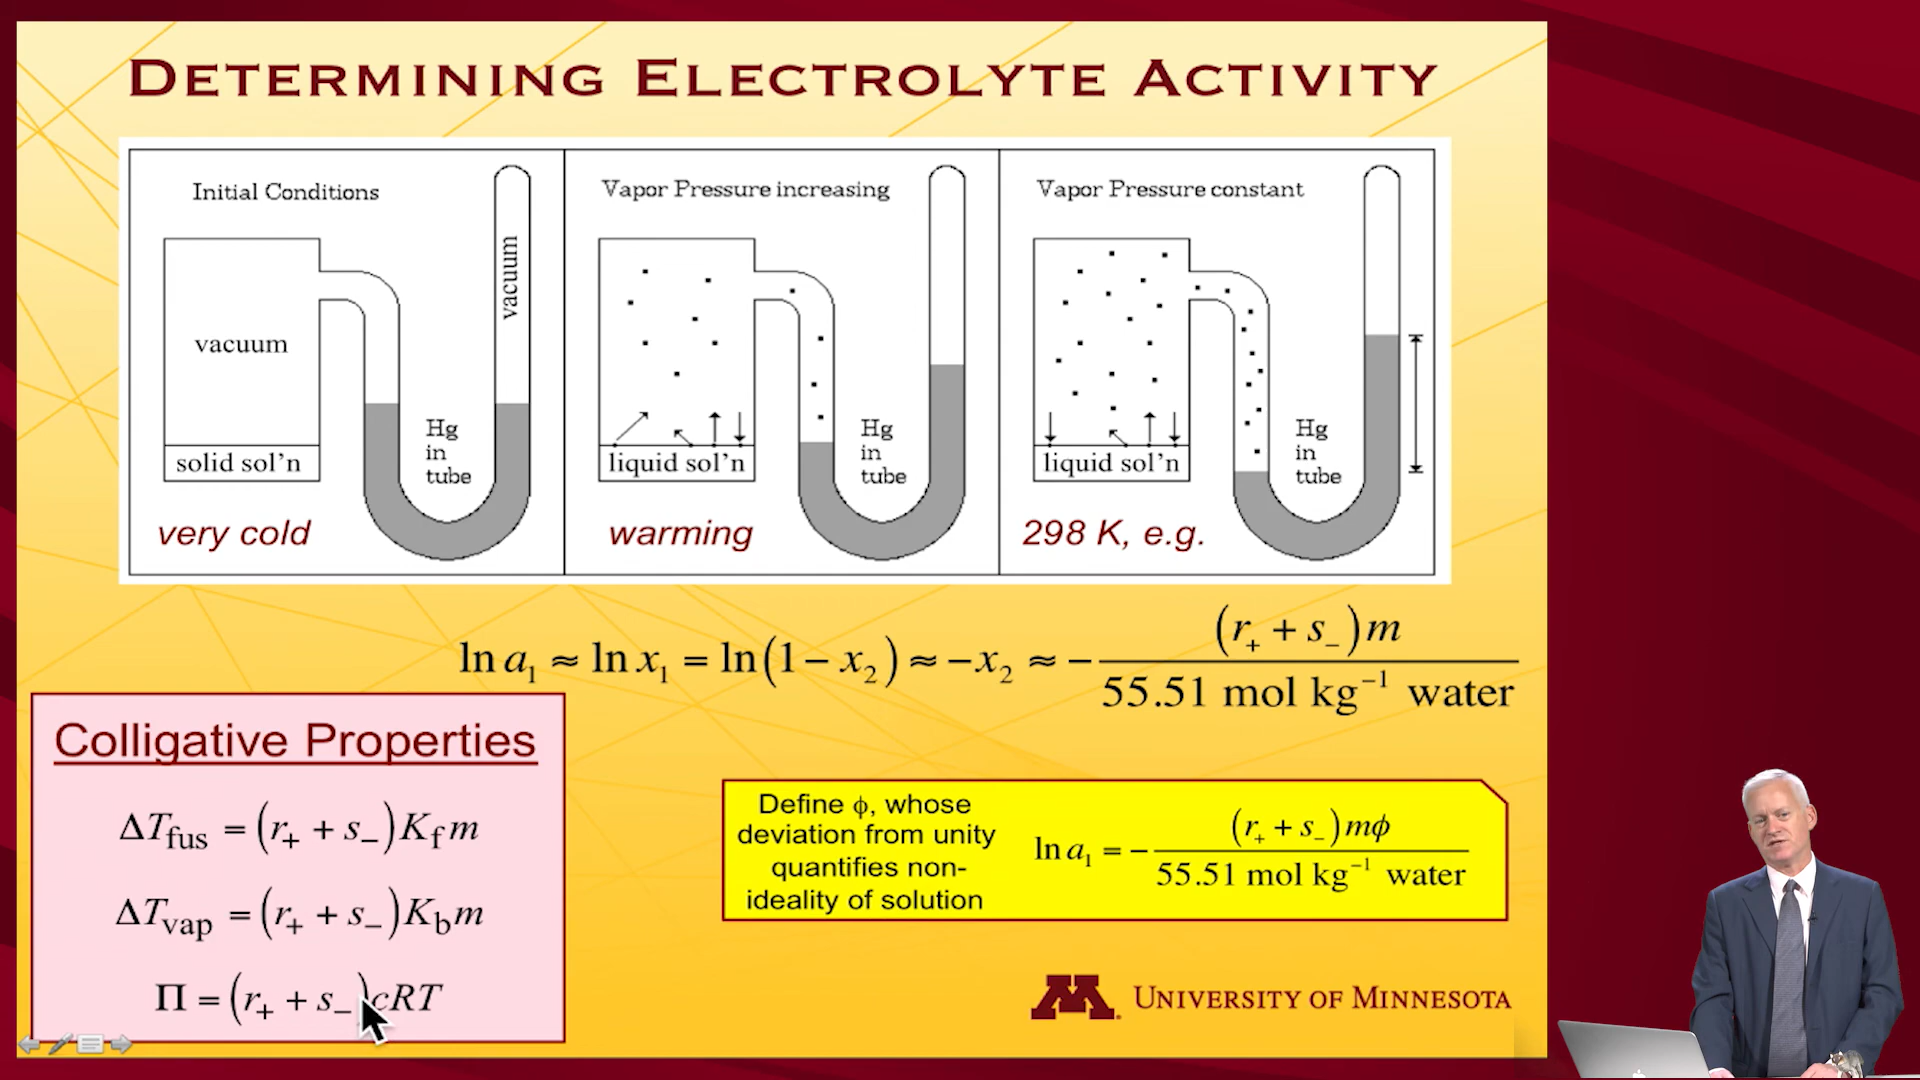 DETERMINING ELECTROLYTE ACTIVITY
Initial Conditions
vacuum
vacuum
solid sol'n
Hg
in
tube
very cold
Vapor Pressure increasing
liquid sol'n
Hg
in
tube
warming
Vapor Pressure constant
liquid sol'n
Hg
in
tube
298 K, e.g.
ln a₁ ≈ ln x₁ = ln(1 − x₂) ≈ −x₂ ≈ − (r₊ + s₋)m / 55.51 mol kg⁻¹ water
Colligative Properties
ΔT_fus = (r₊ + s₋)K_f m
ΔT_vap = (r₊ + s₋)K_b m
Π = (r₊ + s₋)cRT
Define ϕ, whose
deviation from unity
quantifies non-
ideality of solution
ln a₁ = − (r₊ + s₋)mϕ / 55.51 mol kg⁻¹ water
M UNIVERSITY OF MINNESOTA